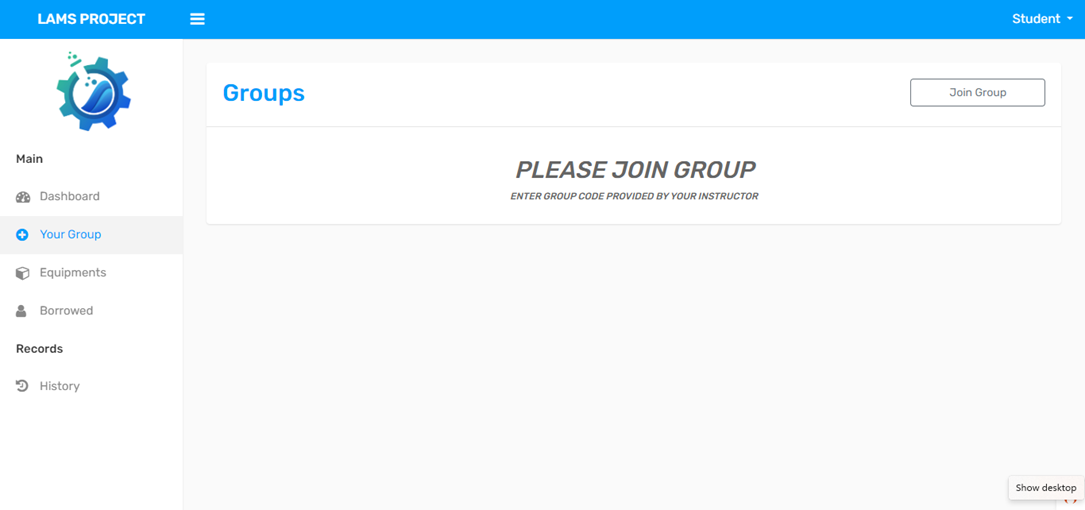 LAMS PROJECT
Student
Main
Dashboard
Your Group
Equipments
Borrowed
Records
History
Groups
Join Group
PLEASE JOIN GROUP
ENTER GROUP CODE PROVIDED BY YOUR INSTRUCTOR
Show desktop